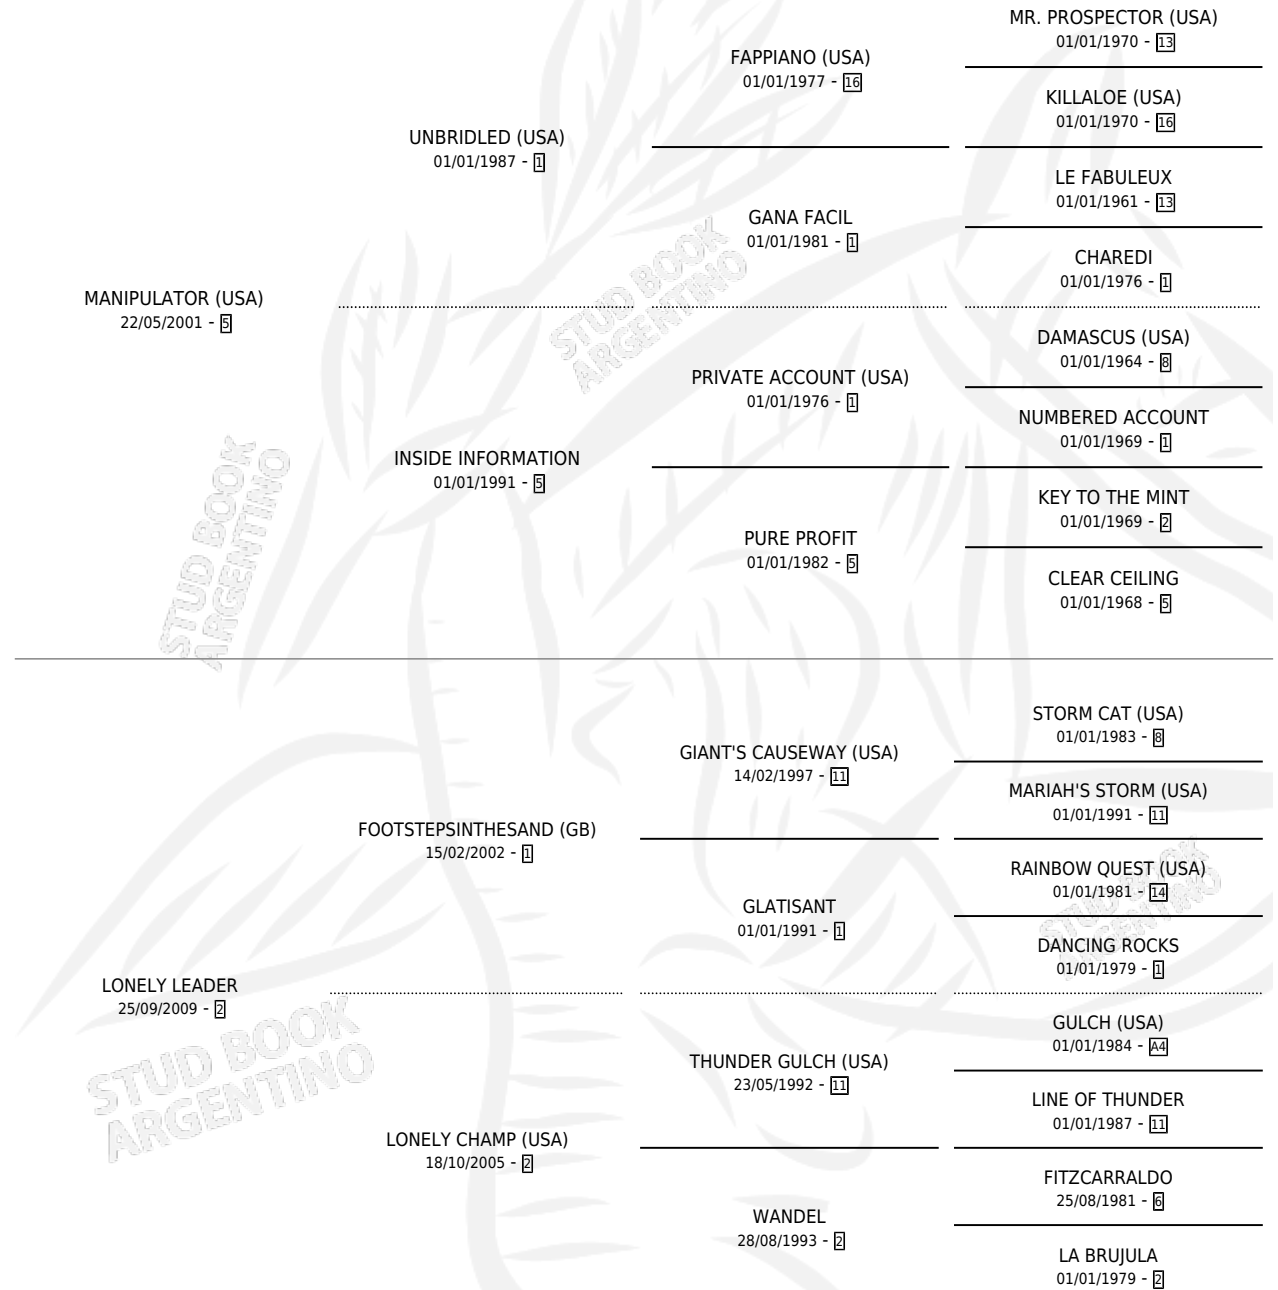 MR. PROSPECTOR (USA)
01/01/1970 - 13
FAPPIANO (USA)
01/01/1977 - 16
KILLALOE (USA)
01/01/1970 - 16
UNBRIDLED (USA)
01/01/1987 - 1
LE FABULEUX
01/01/1961 - 13
GANA FACIL
01/01/1981 - 1
CHAREDI
01/01/1976 - 1
MANIPULATOR (USA)
22/05/2001 - 5
DAMASCUS (USA)
01/01/1964 - 8
PRIVATE ACCOUNT (USA)
01/01/1976 - 1
NUMBERED ACCOUNT
01/01/1969 - 1
INSIDE INFORMATION
01/01/1991 - 5
KEY TO THE MINT
01/01/1969 - 2
PURE PROFIT
01/01/1982 - 5
CLEAR CEILING
01/01/1968 - 5
STUD BOOK
ARGENTINO
STUD BOOK
ARGENTINO
STORM CAT (USA)
01/01/1983 - 8
GIANT'S CAUSEWAY (USA)
14/02/1997 - 11
MARIAH'S STORM (USA)
01/01/1991 - 11
FOOTSTEPSINTHESAND (GB)
15/02/2002 - 1
RAINBOW QUEST (USA)
01/01/1981 - 14
GLATISANT
01/01/1991 - 1
DANCING ROCKS
01/01/1979 - 1
LONELY LEADER
25/09/2009 - 2
GULCH (USA)
01/01/1984 - A4
THUNDER GULCH (USA)
23/05/1992 - 11
LINE OF THUNDER
01/01/1987 - 11
LONELY CHAMP (USA)
18/10/2005 - 2
FITZCARRALDO
25/08/1981 - 6
WANDEL
28/08/1993 - 2
LA BRUJULA
01/01/1979 - 2
STUD BOOK
ARGENTINO
STUD BOOK
ARGENTINO